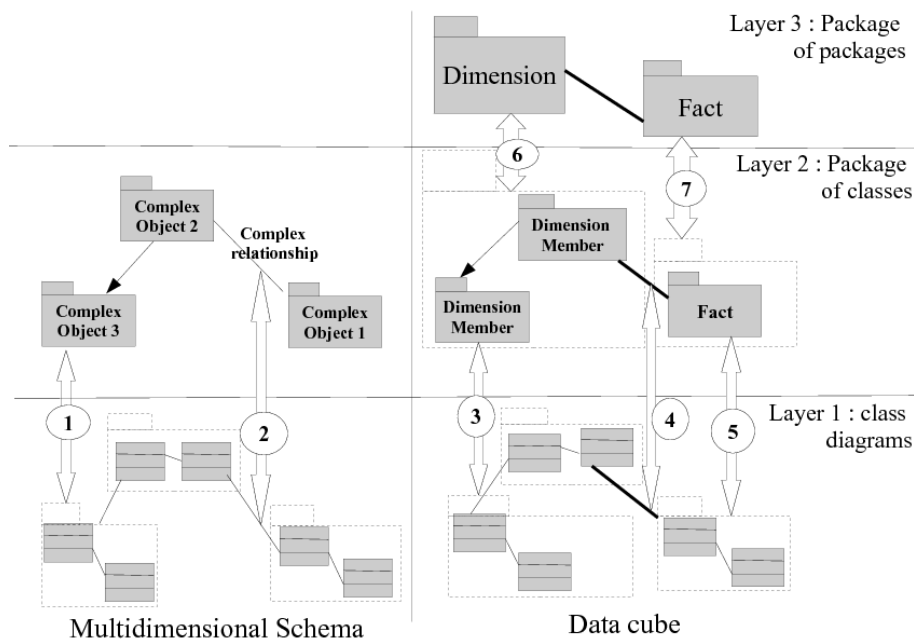 Layer 3 : Package
of packages
Dimension
Fact
6
Layer 2 : Package
of classes
7
Complex
Object 2
Complex
relationship
Dimension
Member
Complex
Object 3
Complex
Object 1
Dimension
Member
Fact
1
2
3
4
5
Layer 1 : class
diagrams
Multidimensional Schema
Data cube